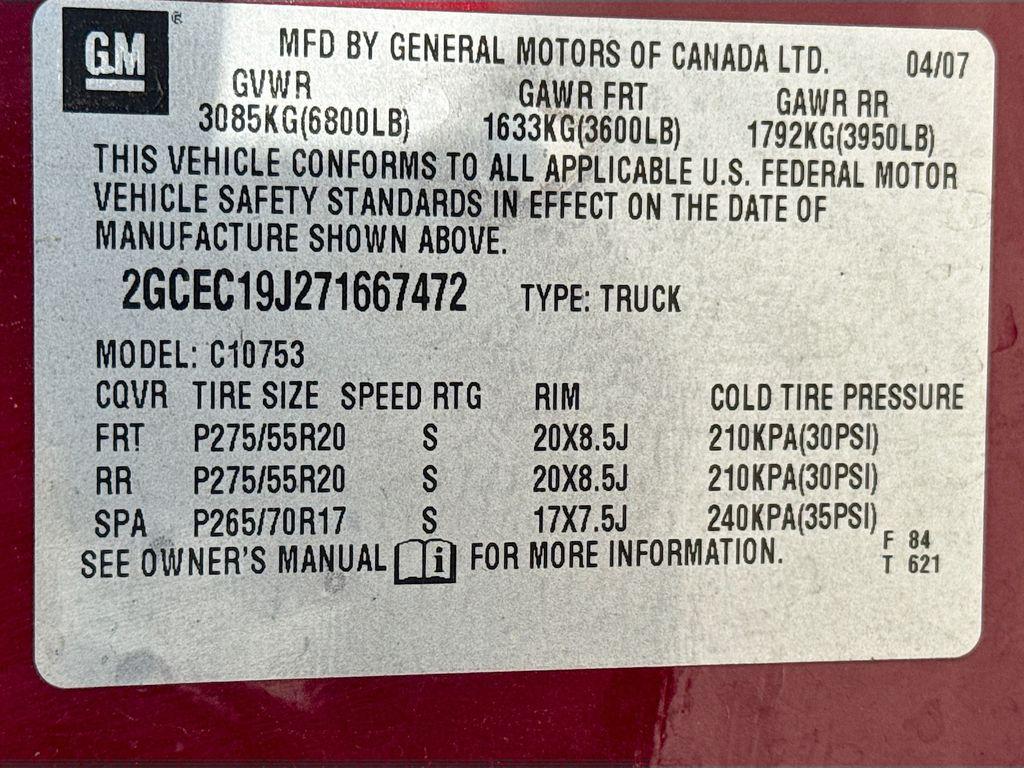 GM ®
MFD BY GENERAL MOTORS OF CANADA LTD. 04/07
GVWR GAWR FRT GAWR RR
3085KG(6800LB) 1633KG(3600LB) 1792KG(3950LB)
THIS VEHICLE CONFORMS TO ALL APPLICABLE U.S. FEDERAL MOTOR
VEHICLE SAFETY STANDARDS IN EFFECT ON THE DATE OF
MANUFACTURE SHOWN ABOVE.
2GCEC19J271667472 TYPE: TRUCK
MODEL: C10753
CQVR TIRE SIZE SPEED RTG RIM COLD TIRE PRESSURE
FRT P275/55R20 S 20X8.5J 210KPA(30PSI)
RR P275/55R20 S 20X8.5J 210KPA(30PSI)
SPA P265/70R17 S 17X7.5J 240KPA(35PSI)
SEE OWNER'S MANUAL i FOR MORE INFORMATION.
F 84
T 621